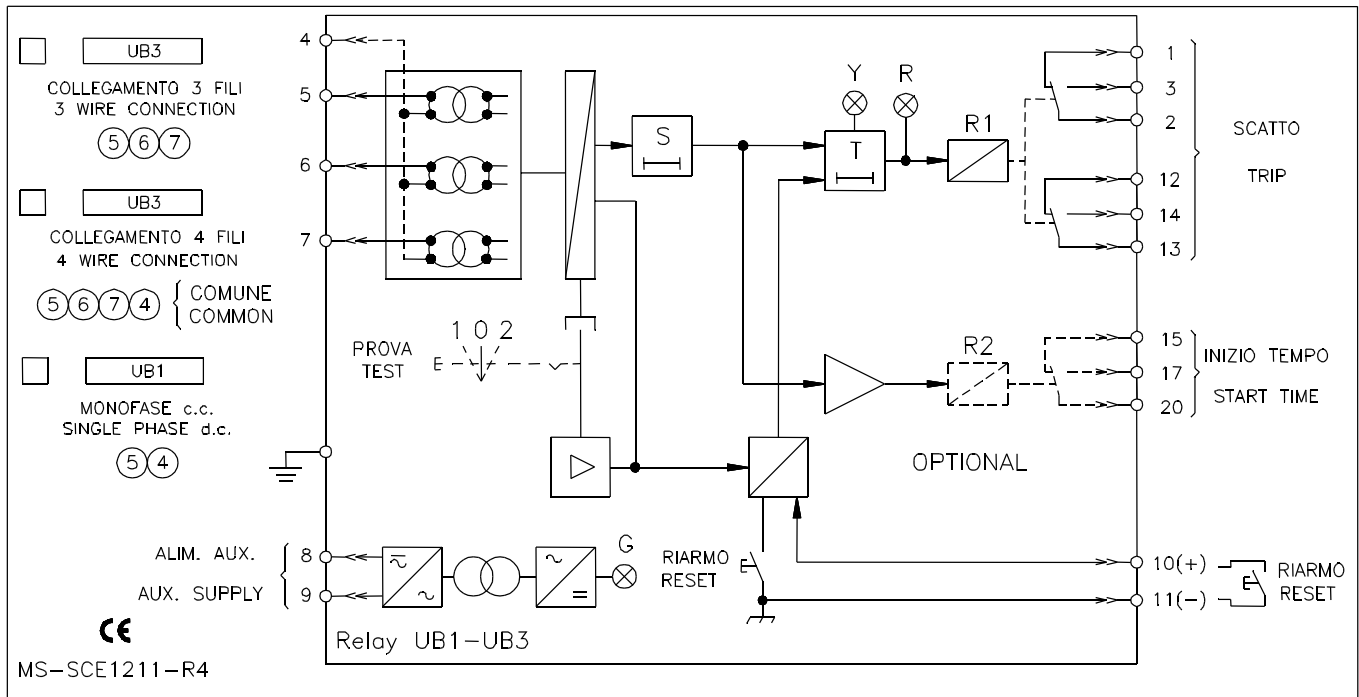 UB3
COLLEGAMENTO 3 FILI
3 WIRE CONNECTION
5 6 7
UB3
COLLEGAMENTO 4 FILI
4 WIRE CONNECTION
5 6 7 4 { COMUNE
COMMON
UB1
MONOFASE c.c.
SINGLE PHASE d.c.
5 4
ALIM. AUX.
AUX. SUPPLY
CE
MS-SCE1211-R4
4
5
6
7
8
9
PROVA
TEST
1 0 2
E
S
Y
T
R
R1
R2
OPTIONAL
G
RIARMO
RESET
Relay UB1-UB3
1
3
2
12
14
13
SCATTO
TRIP
15
17
20
INIZIO TEMPO
START TIME
10(+)
11(-)
RIARMO
RESET